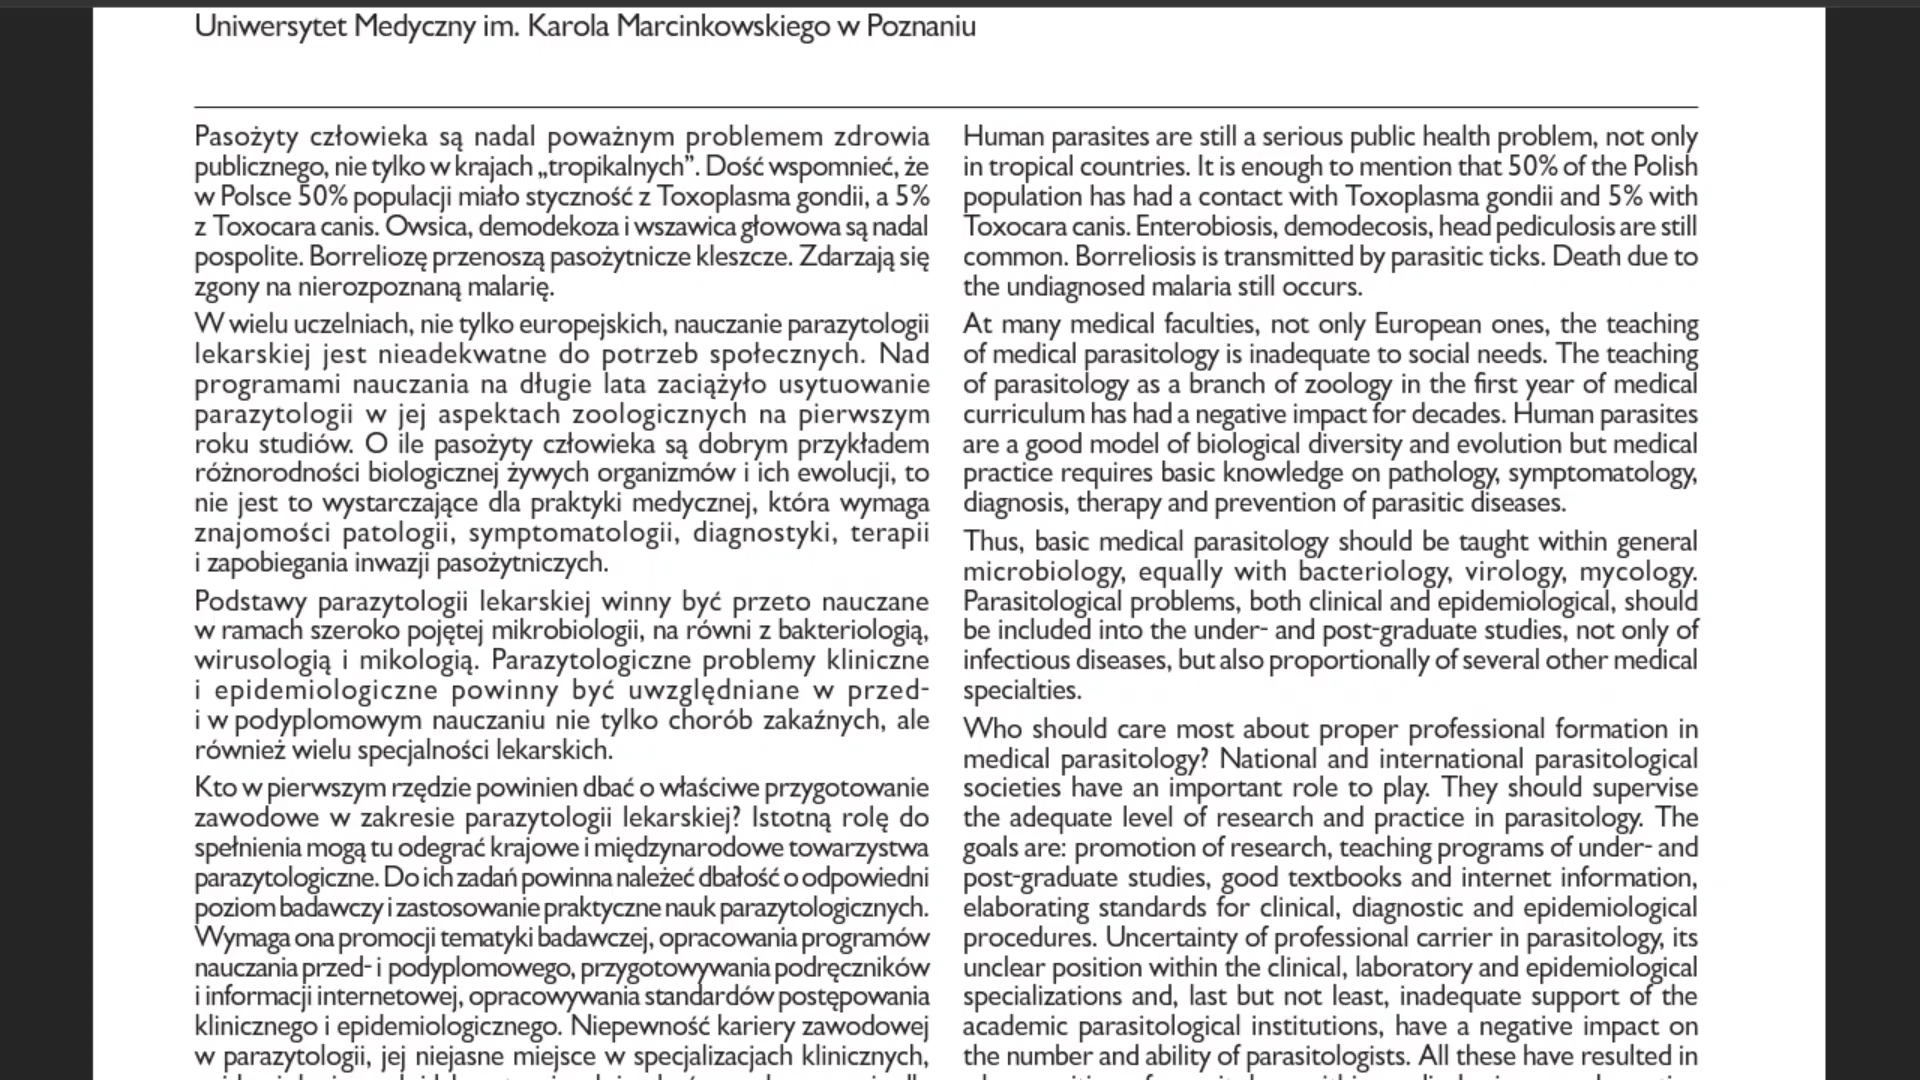 Uniwersytet Medyczny im. Karola Marcinkowskiego w Poznaniu
Pasożyty człowieka są nadal poważnym problemem zdrowia
publicznego, nie tylko w krajach „tropikalnych”. Dość wspomnieć, że
w Polsce 50% populacji miało styczność z Toxoplasma gondii, a 5%
z Toxocara canis. Owsica, demodekoza i wszawica głowowa są nadal
pospolite. Borreliozę przenoszą pasożytnicze kleszcze. Zdarzają się
zgony na nierozpoznaną malarię.
W wielu uczelniach, nie tylko europejskich, nauczanie parazytologii
lekarskiej jest nieadekwatne do potrzeb społecznych. Nad
programami nauczania na długie lata zaciążyło usytuowanie
parazytologii w jej aspektach zoologicznych na pierwszym
roku studiów. O ile pasożyty człowieka są dobrym przykładem
różnorodności biologicznej żywych organizmów i ich ewolucji, to
nie jest to wystarczające dla praktyki medycznej, która wymaga
znajomości patologii, symptomatologii, diagnostyki, terapii
i zapobiegania inwazji pasożytniczych.
Podstawy parazytologii lekarskiej winny być przeto nauczane
w ramach szeroko pojętej mikrobiologii, na równi z bakteriologią,
wirusologią i mikologią. Parazytologiczne problemy kliniczne
i epidemiologiczne powinny być uwzględniane w przed-
i w podyplomowym nauczaniu nie tylko chorób zakaźnych, ale
również wielu specjalności lekarskich.
Kto w pierwszym rzędzie powinien dbać o właściwe przygotowanie
zawodowe w zakresie parazytologii lekarskiej? Istotną rolę do
spełnienia mogą tu odegrać krajowe i międzynarodowe towarzystwa
parazytologiczne. Do ich zadań powinna należeć dbałość o odpowiedni
poziom badawczy i zastosowanie praktyczne nauk parazytologicznych.
Wymaga ona promocji tematyki badawczej, opracowania programów
nauczania przed- i podyplomowego, przygotowywania podręczników
i informacji internetowej, opracowywania standardów postępowania
klinicznego i epidemiologicznego. Niepewność kariery zawodowej
w parazytologii, jej niejasne miejsce w specjalizacjach klinicznych,
Human parasites are still a serious public health problem, not only
in tropical countries. It is enough to mention that 50% of the Polish
population has had a contact with Toxoplasma gondii and 5% with
Toxocara canis. Enterobiosis, demodecosis, head pediculosis are still
common. Borreliosis is transmitted by parasitic ticks. Death due to
the undiagnosed malaria still occurs.
At many medical faculties, not only European ones, the teaching
of medical parasitology is inadequate to social needs. The teaching
of parasitology as a branch of zoology in the first year of medical
curriculum has had a negative impact for decades. Human parasites
are a good model of biological diversity and evolution but medical
practice requires basic knowledge on pathology, symptomatology,
diagnosis, therapy and prevention of parasitic diseases.
Thus, basic medical parasitology should be taught within general
microbiology, equally with bacteriology, virology, mycology.
Parasitological problems, both clinical and epidemiological, should
be included into the under- and post-graduate studies, not only of
infectious diseases, but also proportionally of several other medical
specialties.
Who should care most about proper professional formation in
medical parasitology? National and international parasitological
societies have an important role to play. They should supervise
the adequate level of research and practice in parasitology. The
goals are: promotion of research, teaching programs of under- and
post-graduate studies, good textbooks and internet information,
elaborating standards for clinical, diagnostic and epidemiological
procedures. Uncertainty of professional carrier in parasitology, its
unclear position within the clinical, laboratory and epidemiological
specializations and, last but not least, inadequate support of the
academic parasitological institutions, have a negative impact on
the number and ability of parasitologists. All these have resulted in